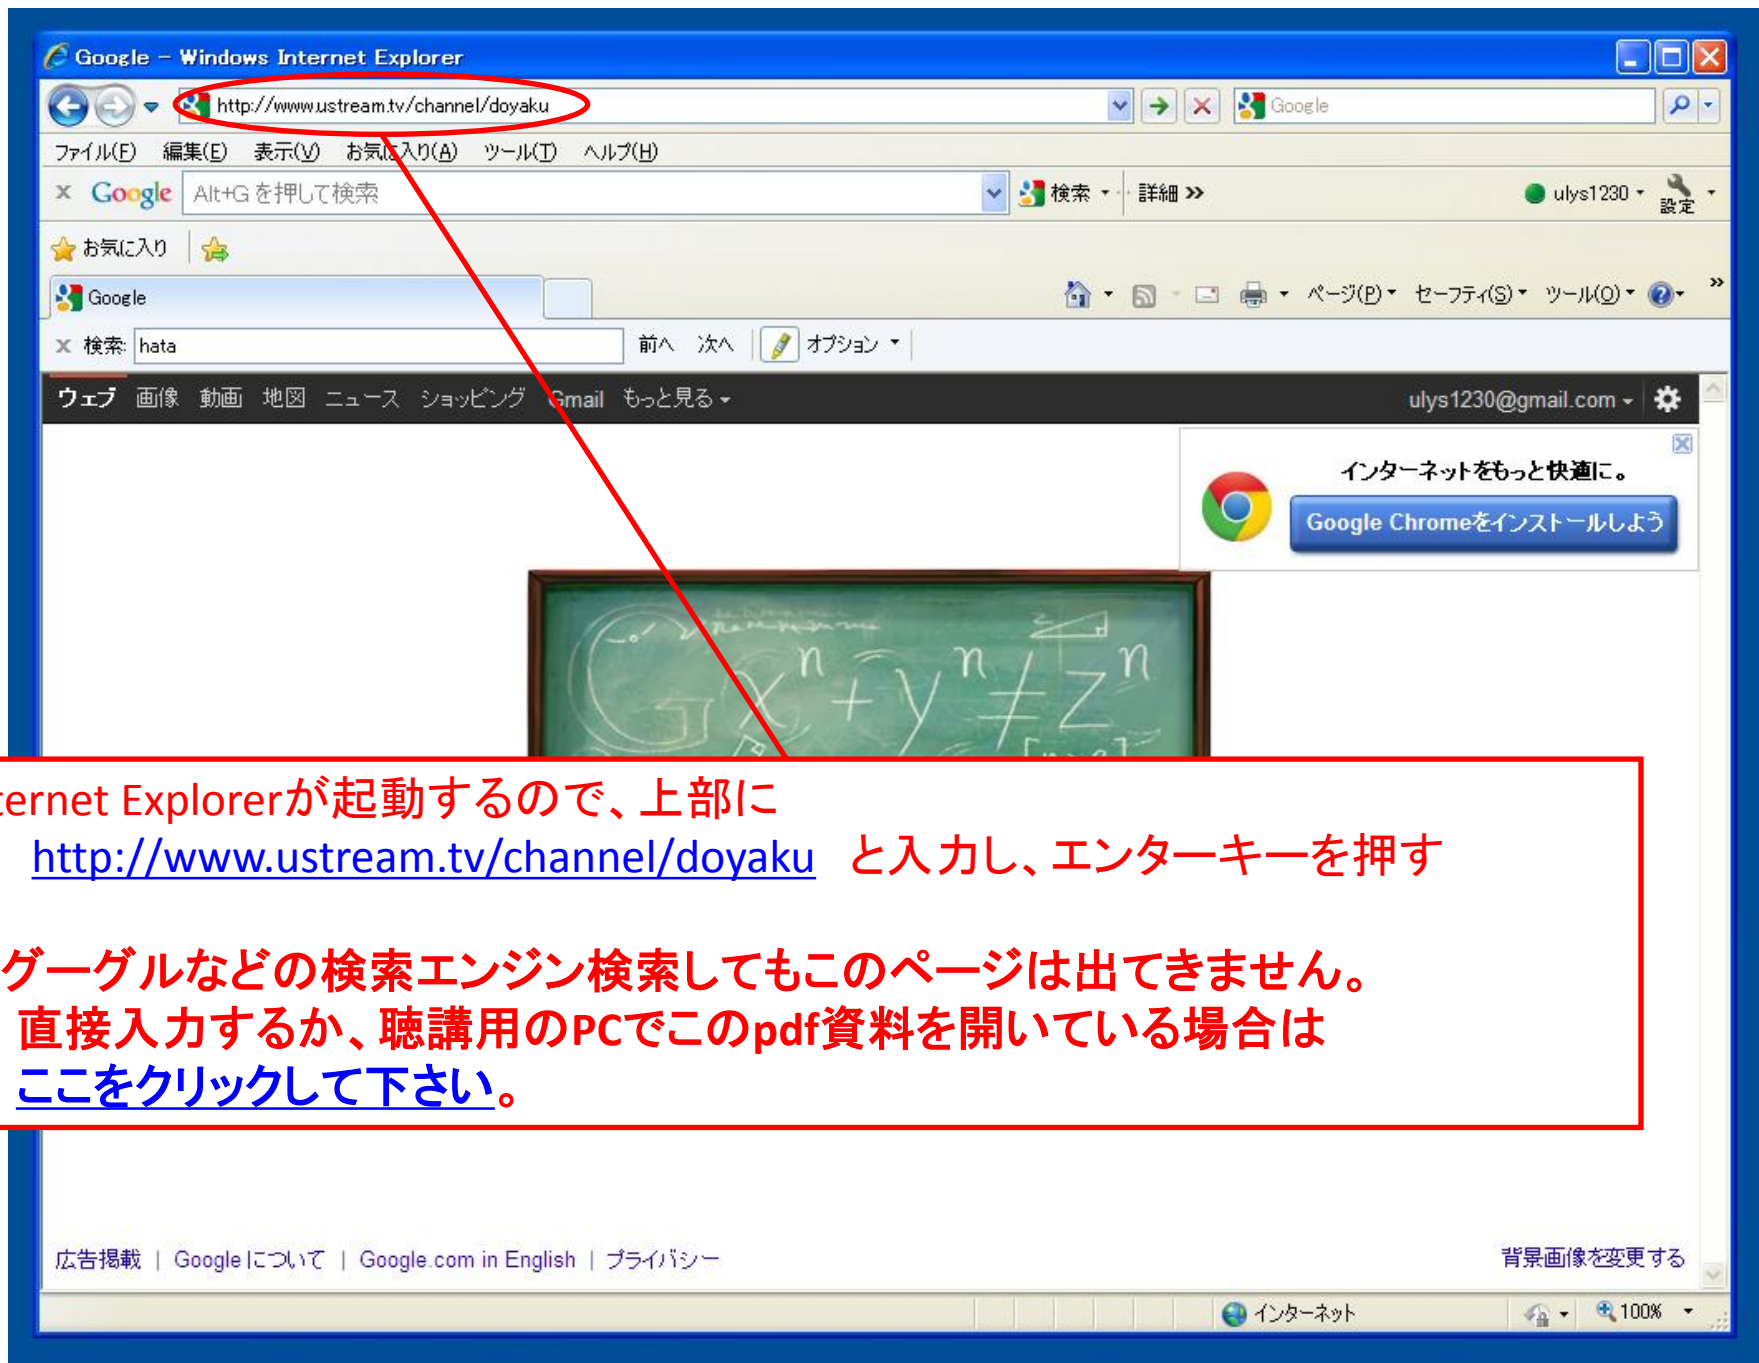 Google - Windows Internet Explorer
http://www.ustream.tv/channel/doyaku
Google
ファイル(F) 編集(E) 表示(V) お気に入り(A) ツール(T) ヘルプ(H)
x Google Alt+G を押して検索 検索 詳細 » ulys1230 設定
お気に入り
Google ページ(P) セーフティ(S) ツール(O) »
x 検索: hata 前へ 次へ オプション
ウェブ 画像 動画 地図 ニュース ショッピング Gmail もっと見る ulys1230@gmail.com
インターネットをもっと快適に。
Google Chromeをインストールしよう
x^n + y^n ≠ z^n
ternet Explorerが起動するので、上部に
http://www.ustream.tv/channel/doyaku と入力し、エンターキーを押す
グーグルなどの検索エンジン検索してもこのページは出てきません。
直接入力するか、聴講用のPCでこのpdf資料を開いている場合は
ここをクリックして下さい。
広告掲載 | Google について | Google.com in English | プライバシー 背景画像を変更する
インターネット 100%